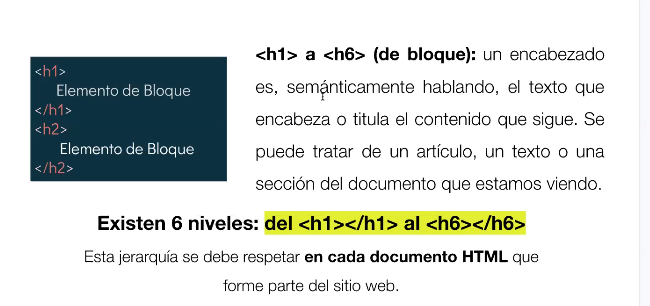 <h1>
Elemento de Bloque
</h1>
<h2>
Elemento de Bloque
</h2>
<h1> a <h6> (de bloque): un encabezado
es, semánticamente hablando, el texto que
encabeza o titula el contenido que sigue. Se
puede tratar de un artículo, un texto o una
sección del documento que estamos viendo.
Existen 6 niveles: del <h1></h1> al <h6></h6>
Esta jerarquía se debe respetar en cada documento HTML que
forme parte del sitio web.